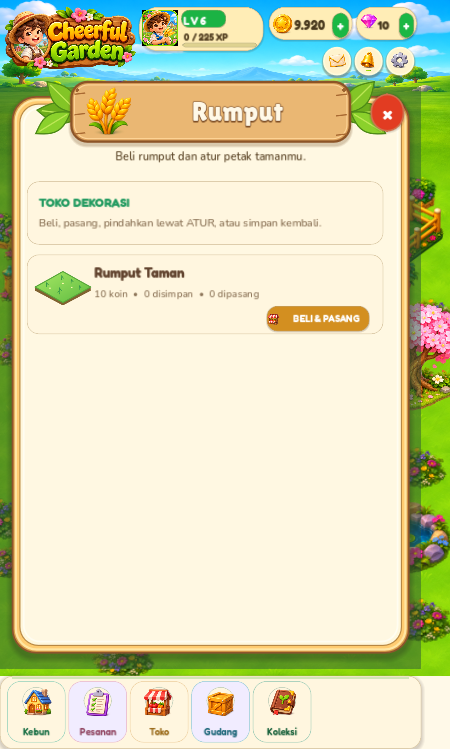 Cheerful
Garden
LV 6
0 / 225 XP
9.920
+
10
+
Rumput
Beli rumput dan atur petak tamanmu.
TOKO DEKORASI
Beli, pasang, pindahkan lewat ATUR, atau simpan kembali.
Rumput Taman
10 koin • 0 disimpan • 0 dipasang
BELI & PASANG
Kebun
Pesanan
Toko
Gudang
Koleksi